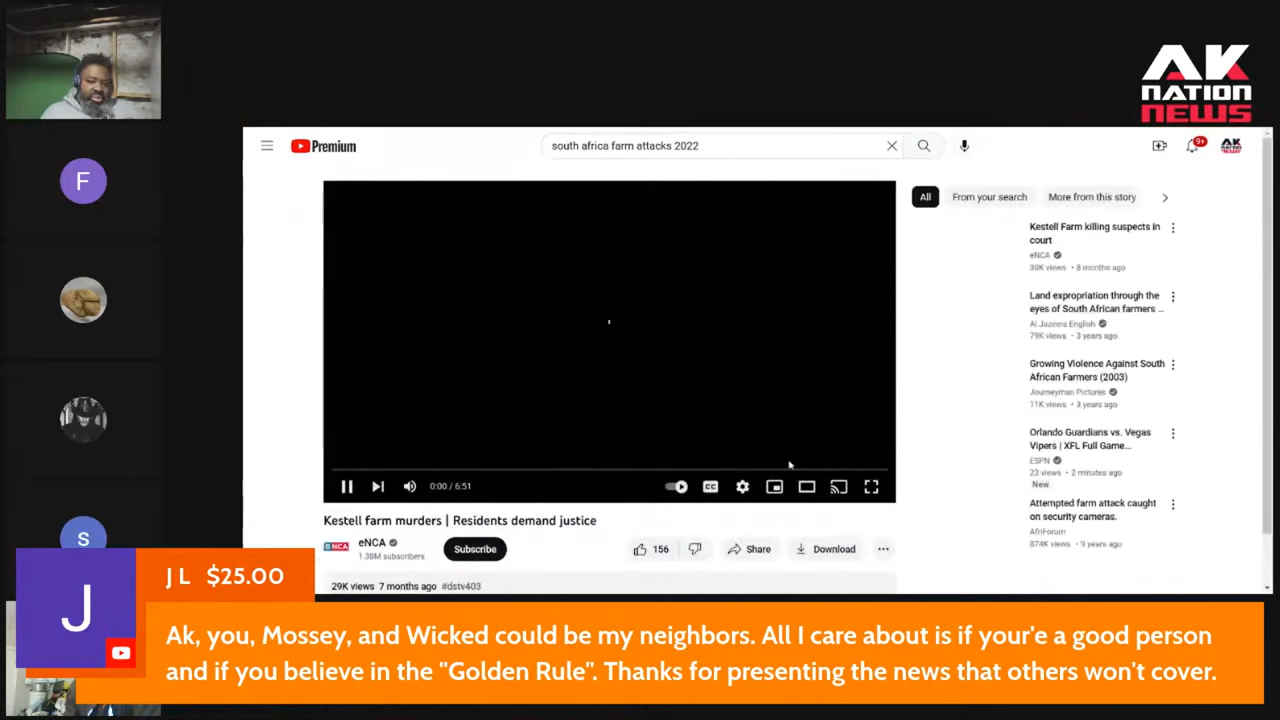 AK
NATION
NEWS
Premium
south africa farm attacks 2022
9+
F
All
From your search
More from this story
Kestell Farm killing suspects in
court
eNCA
30K views • 8 months ago
Land expropriation through the
eyes of South African farmers ...
Al Jazeera English
79K views • 3 years ago
Growing Violence Against South
African Farmers (2003)
Journeyman Pictures
11K views • 3 years ago
Orlando Guardians vs. Vegas
Vipers | XFL Full Game...
ESPN
23 views • 2 minutes ago
New
Attempted farm attack caught
on security cameras.
AfriForum
874K views • 9 years ago
0:00 / 6:51
CC
Kestell farm murders | Residents demand justice
eNCA
eNCA
1.38M subscribers
Subscribe
156
Share
Download
29K views 7 months ago #dstv403
S
J
J L $25.00
Ak, you, Mossey, and Wicked could be my neighbors. All I care about is if your'e a good person
and if you believe in the "Golden Rule". Thanks for presenting the news that others won't cover.